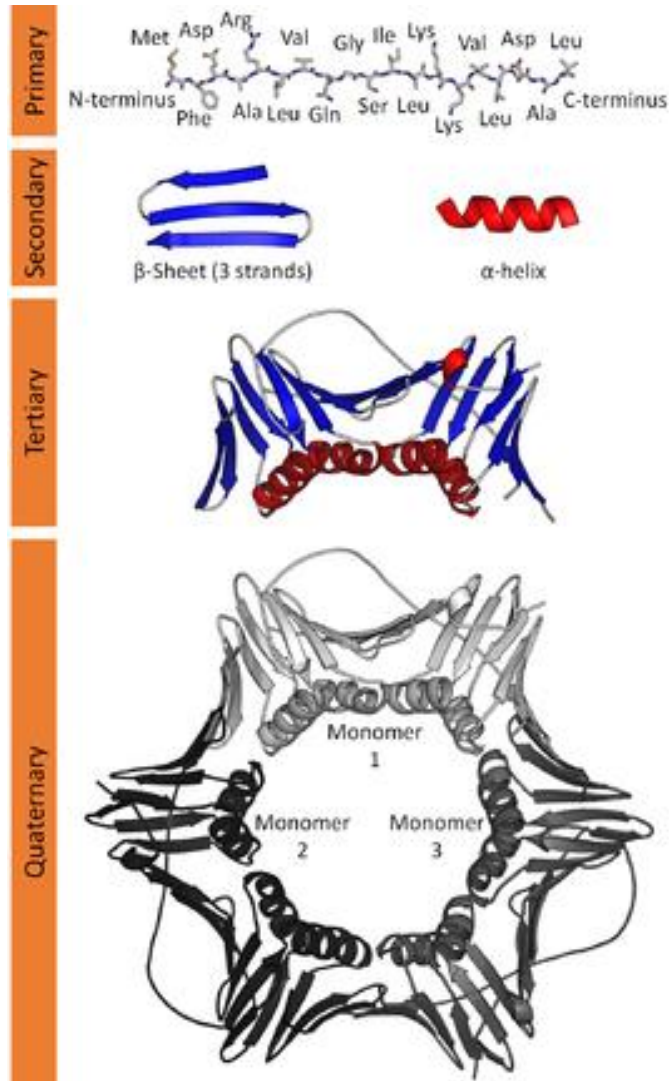 Primary
Met Asp Arg Val Gly Ile Lys Val Asp Leu
N-terminus Phe Ala Leu Gln Ser Leu Lys Leu Ala C-terminus
Secondary
β-Sheet (3 strands) α-helix
Tertiary
Quaternary
Monomer
1
Monomer Monomer
2 3